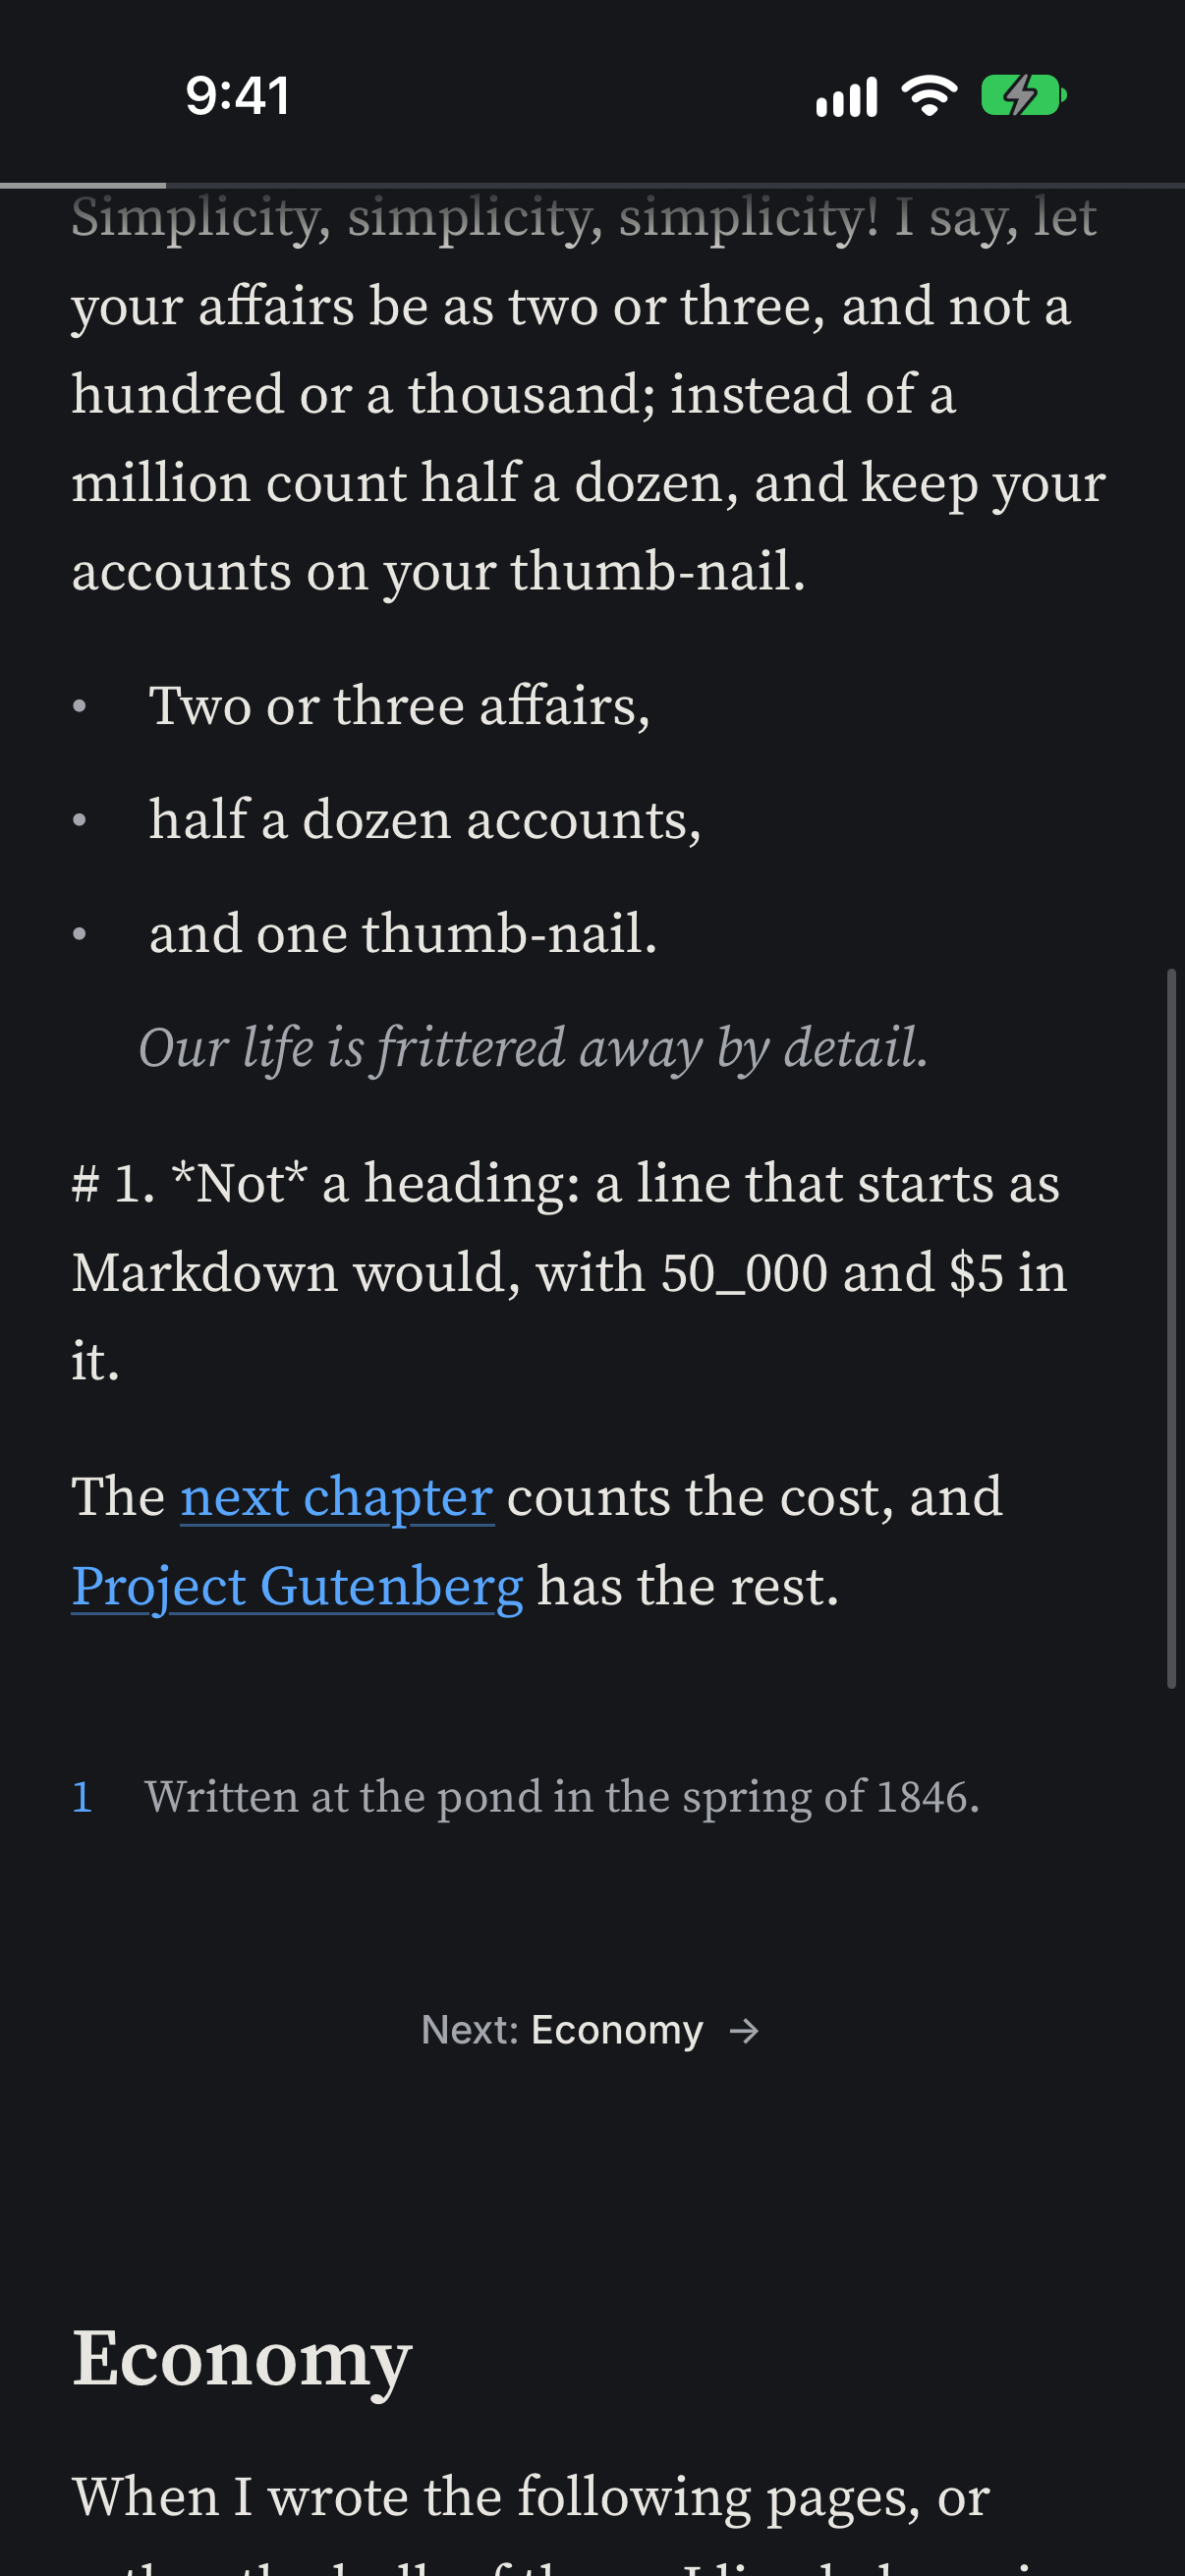 9:41
Simplicity, simplicity, simplicity! I say, let
your affairs be as two or three, and not a
hundred or a thousand; instead of a
million count half a dozen, and keep your
accounts on your thumb-nail.
• Two or three affairs,
• half a dozen accounts,
• and one thumb-nail.
Our life is frittered away by detail.
# 1. *Not* a heading: a line that starts as
Markdown would, with 50_000 and $5 in
it.
The next chapter counts the cost, and
Project Gutenberg has the rest.
1 Written at the pond in the spring of 1846.
Next: Economy →
Economy
When I wrote the following pages, or